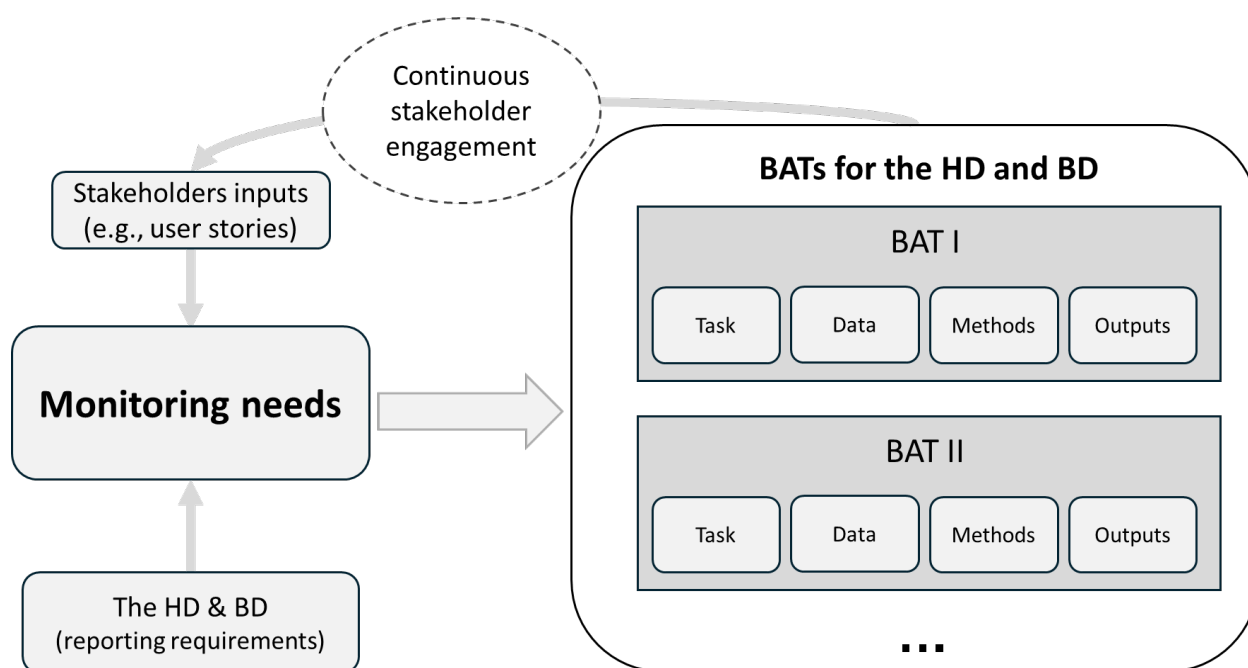 Continuous
stakeholder
engagement
Stakeholders inputs
(e.g., user stories)
Monitoring needs
The HD & BD
(reporting requirements)
BATs for the HD and BD
BAT I
Task
Data
Methods
Outputs
BAT II
Task
Data
Methods
Outputs
...